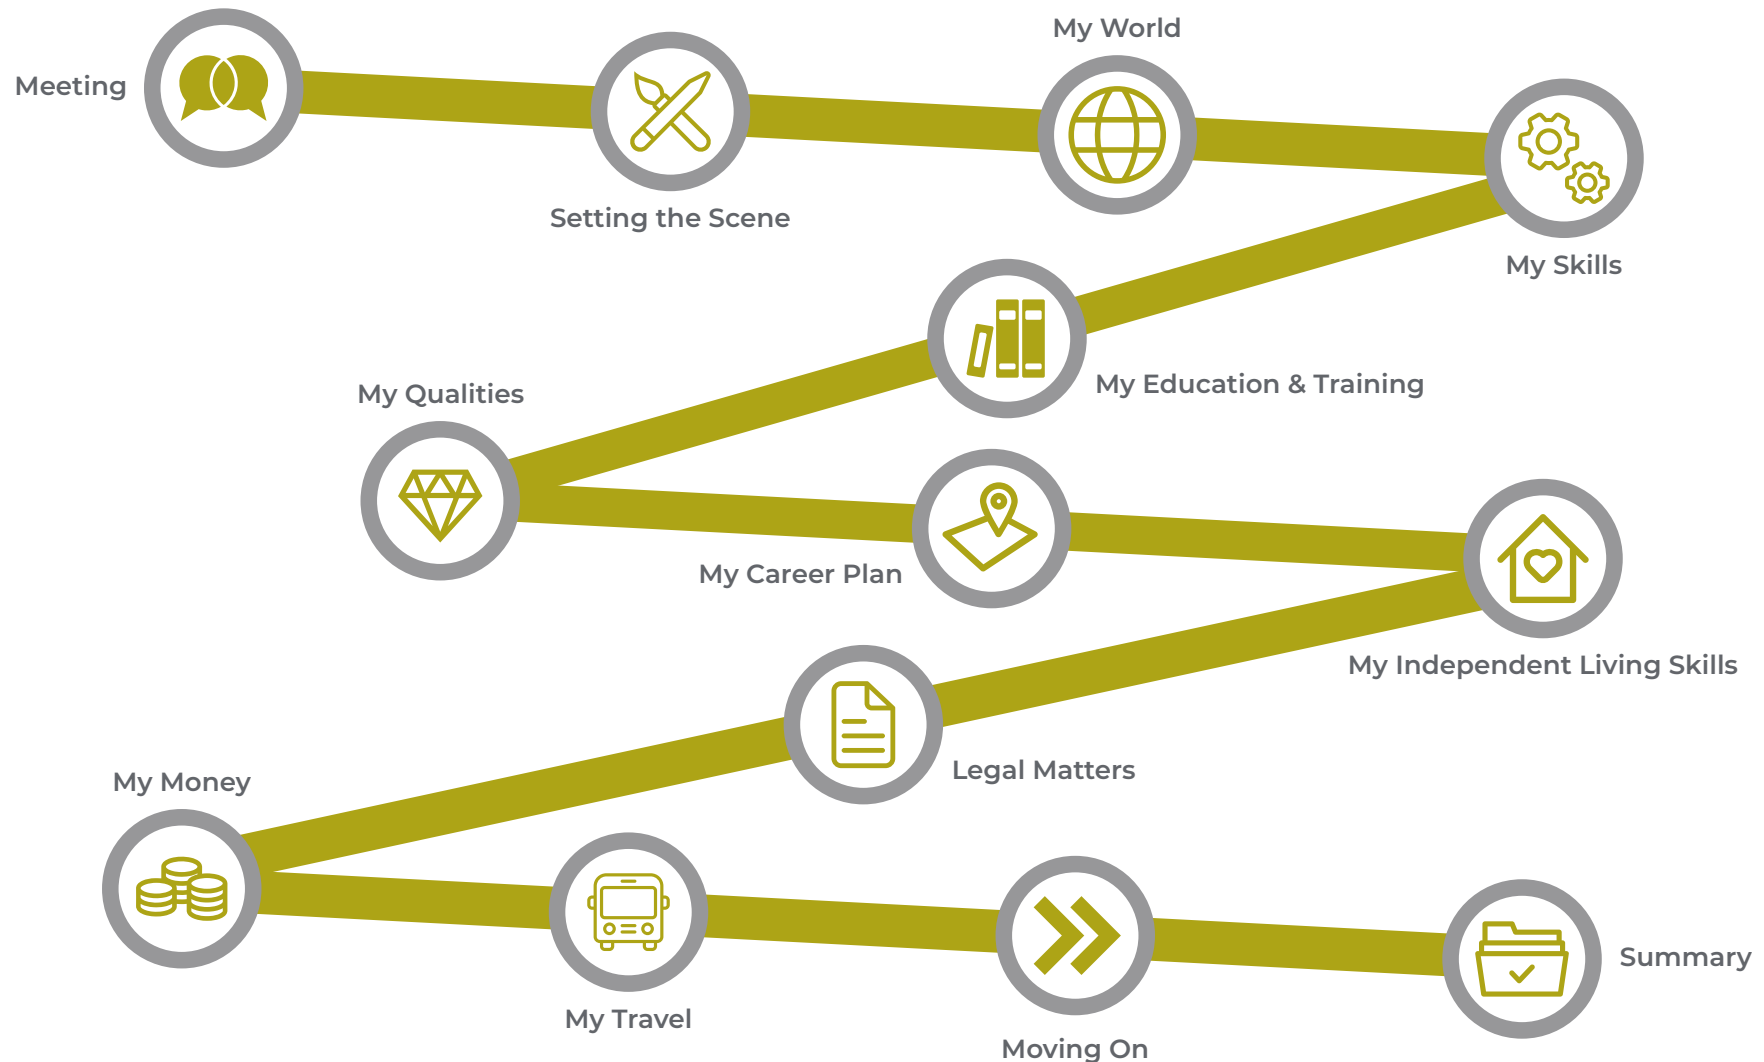 Meeting
Setting the Scene
My World
My Skills
My Education & Training
My Qualities
My Career Plan
My Independent Living Skills
Legal Matters
My Money
My Travel
Moving On
Summary